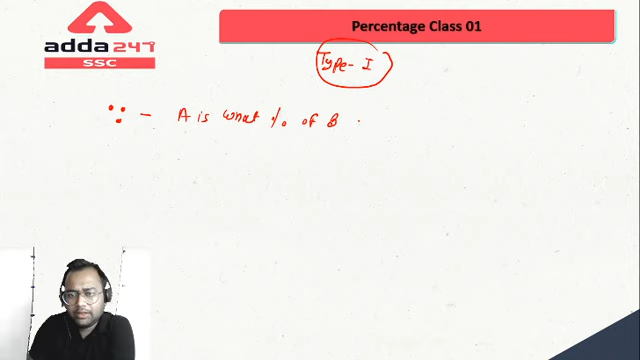 adda247
SSC
Percentage Class 01
Type - I
∵ - A is what % of B